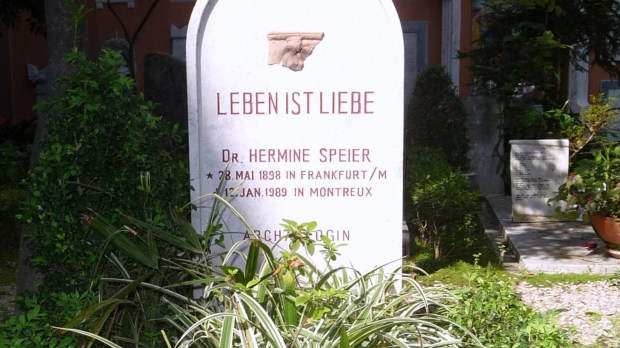 LEBEN IST LIEBE
DR. HERMINE SPEIER
★ 28. MAI 1898 IN FRANKFURT/M
† 12. JAN. 1989 IN MONTREUX